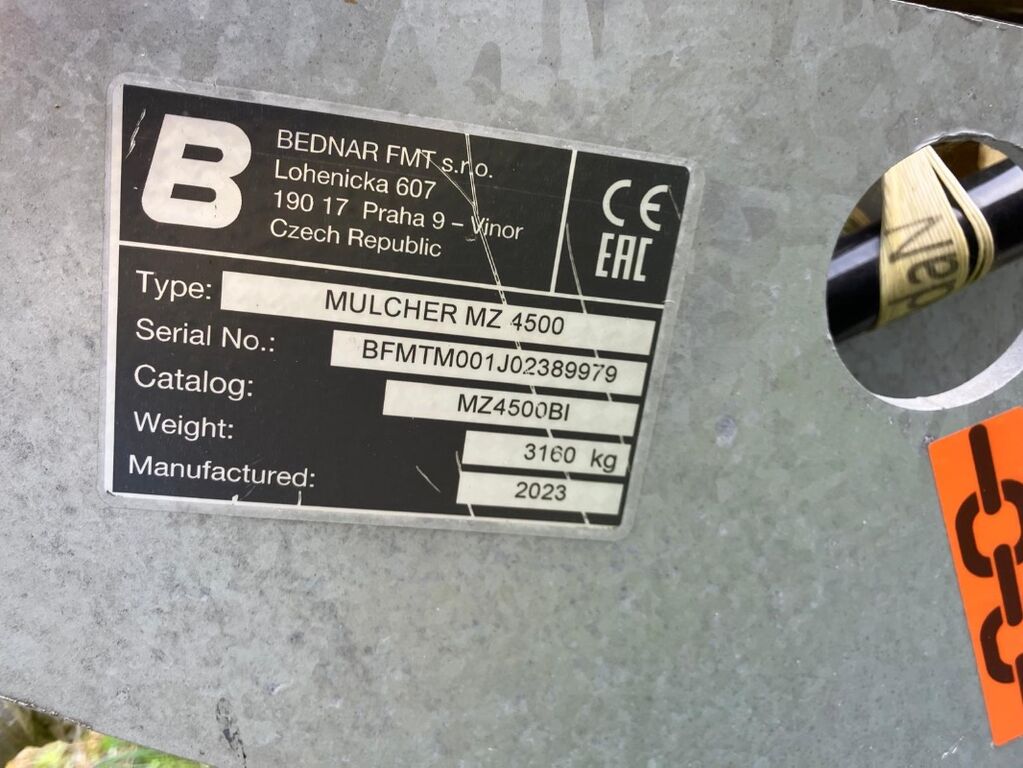 B
BEDNAR FMT s.r.o.
Lohenicka 607
190 17 Praha 9 – Vinor
Czech Republic
CE
EAC
Type: MULCHER MZ 4500
Serial No.: BFMTM001J02389979
Catalog: MZ4500BI
Weight: 3160 kg
Manufactured: 2023